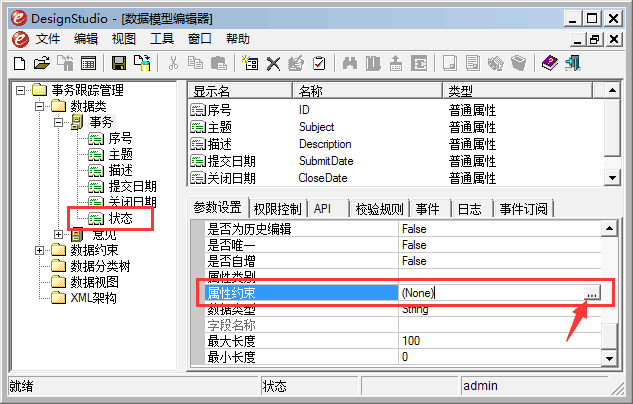 DesignStudio - [数据模型编辑器]
文件 编辑 视图 工具 窗口 帮助
事务跟踪管理
数据类
事务
序号
主题
描述
提交日期
关闭日期
状态
意见
数据约束
数据分类树
数据视图
XML架构
显示名 名称 类型
序号 ID 普通属性
主题 Subject 普通属性
描述 Description 普通属性
提交日期 SubmitDate 普通属性
关闭日期 CloseDate 普通属性
参数设置 权限控制 API 校验规则 事件 日志 事件订阅
是否为历史编辑 False
是否唯一 False
是否自增 False
属性类别
属性约束 (None) ...
数据类型 String
字段名称
最大长度 100
最小长度 0
就绪 状态 admin